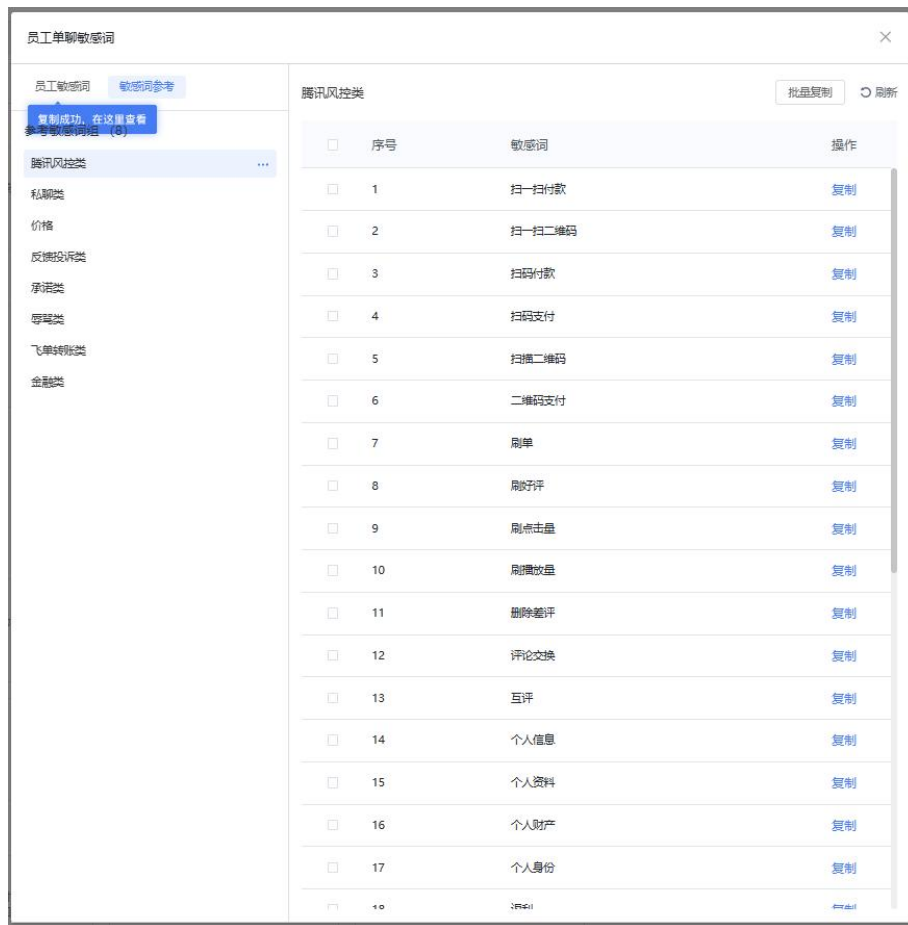 员工单聊敏感词
员工敏感词 敏感词参考
复制成功，在这里查看
参考敏感词组 (8)
腾讯风控类 ...
私聊类
价格
反馈投诉类
承诺类
辱骂类
飞单转账类
金融类
腾讯风控类 批量复制 刷新
序号 敏感词 操作
1 扫一扫付款 复制
2 扫一扫二维码 复制
3 扫码付款 复制
4 扫码支付 复制
5 扫描二维码 复制
6 二维码支付 复制
7 刷单 复制
8 刷好评 复制
9 刷点击量 复制
10 刷播放量 复制
11 删除差评 复制
12 评论交换 复制
13 互评 复制
14 个人信息 复制
15 个人资料 复制
16 个人财产 复制
17 个人身份 复制
18 返利 复制